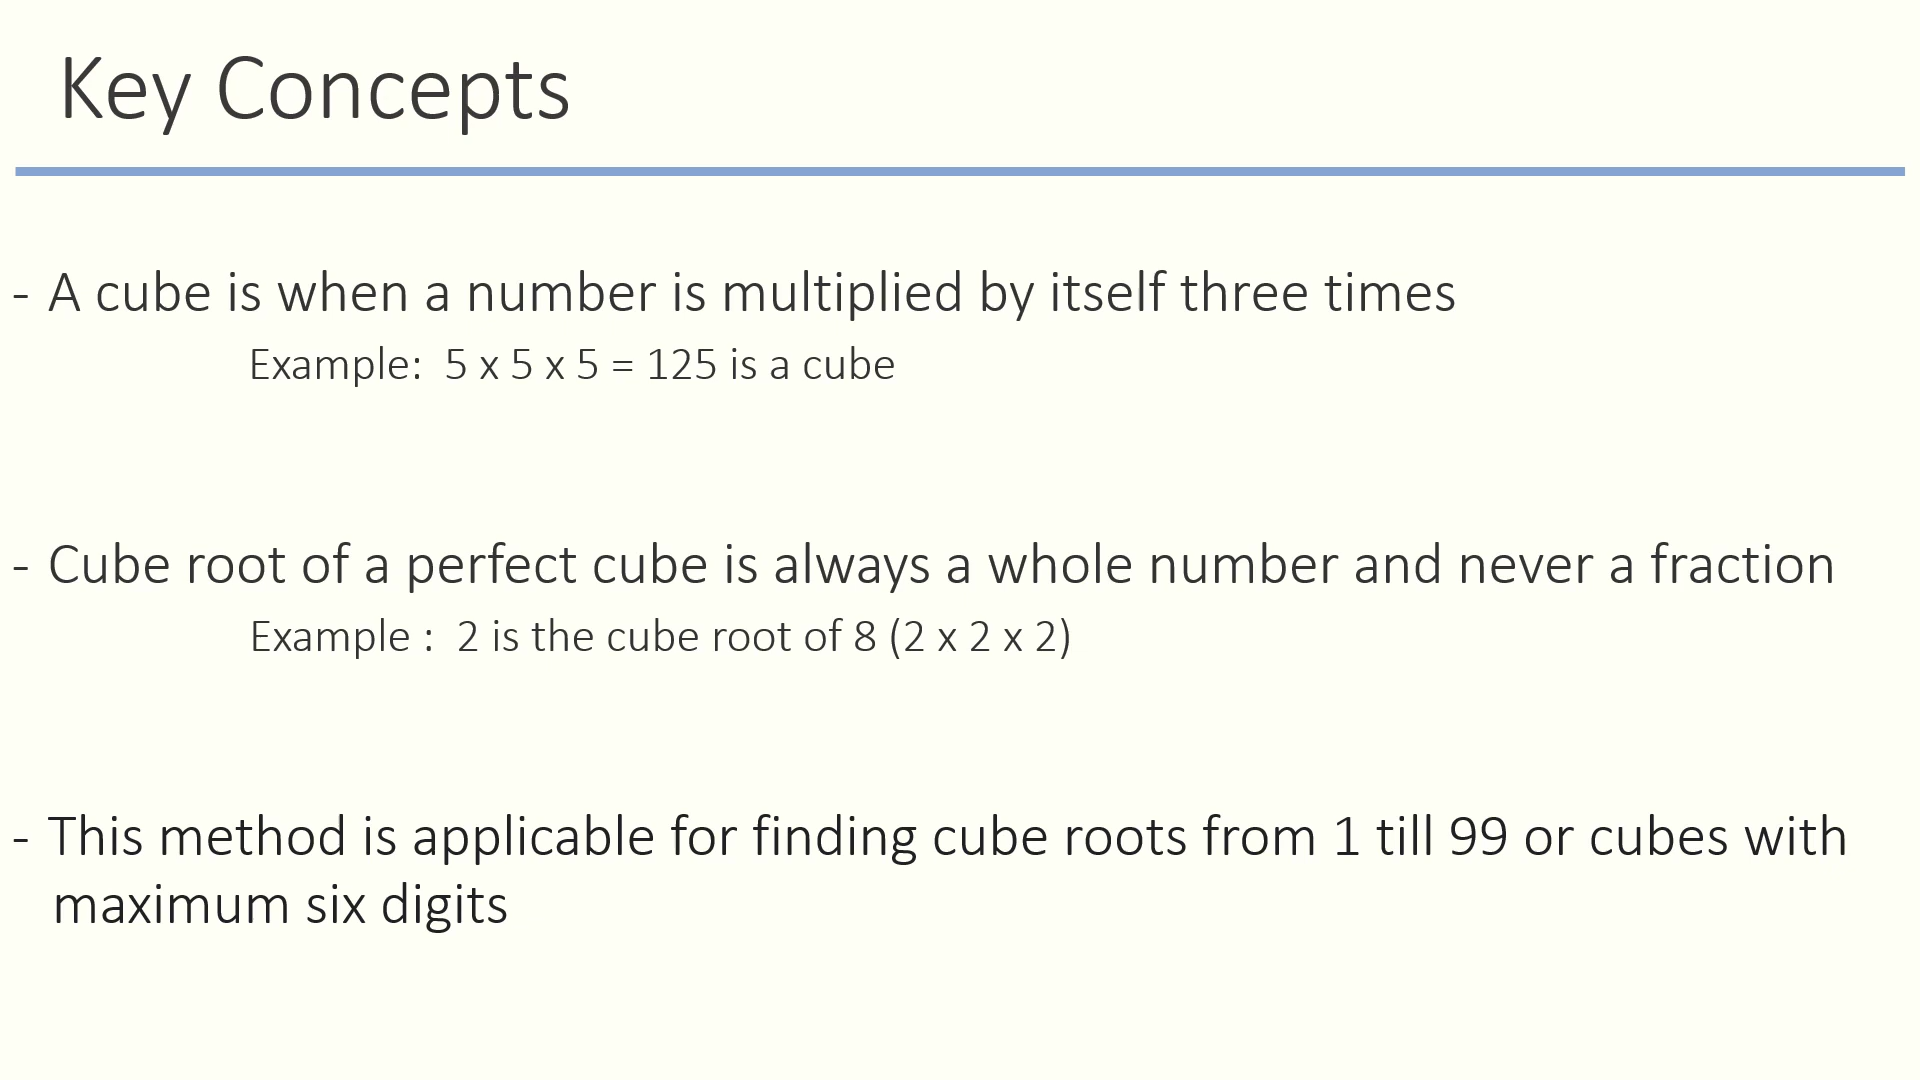 Key Concepts
- A cube is when a number is multiplied by itself three times
Example: 5 x 5 x 5 = 125 is a cube
- Cube root of a perfect cube is always a whole number and never a fraction
Example : 2 is the cube root of 8 (2 x 2 x 2)
- This method is applicable for finding cube roots from 1 till 99 or cubes with
maximum six digits